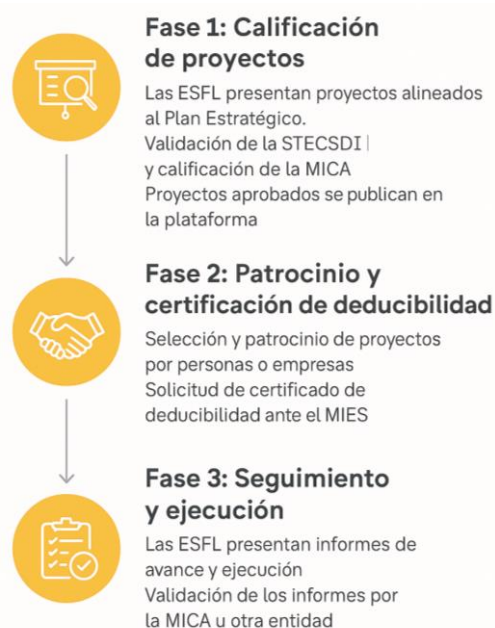 Fase 1: Calificación
de proyectos
Las ESFL presentan proyectos alineados
al Plan Estratégico.
Validación de la STECSDI |
y calificación de la MICA
Proyectos aprobados se publican en
la plataforma
Fase 2: Patrocinio y
certificación de deducibilidad
Selección y patrocinio de proyectos
por personas o empresas
Solicitud de certificado de
deducibilidad ante el MIES
Fase 3: Seguimiento
y ejecución
Las ESFL presentan informes de
avance y ejecución
Validación de los informes por
la MICA u otra entidad